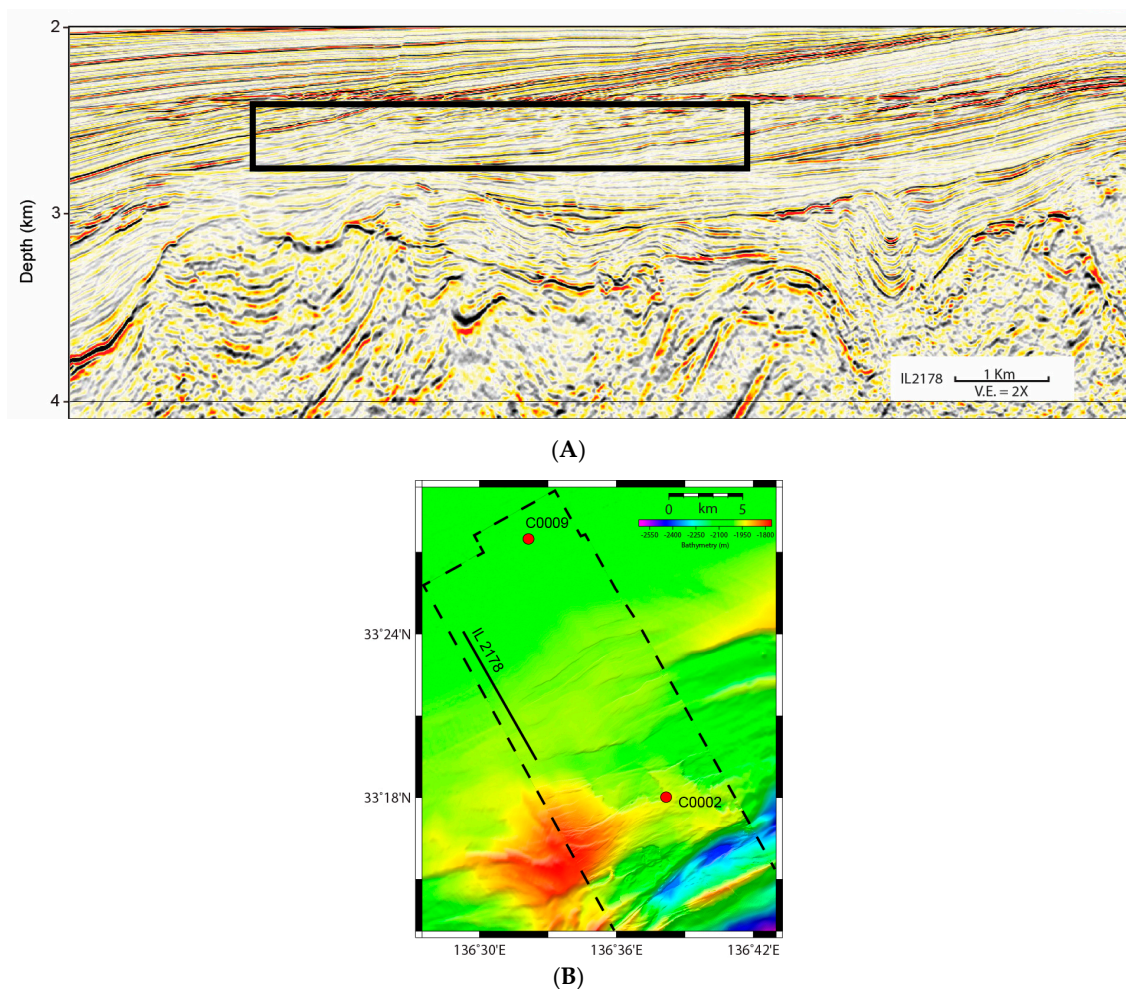 2
Depth (km)
3
4
IL2178 1 Km
V.E. = 2X
(A)
C0009
0 km 5
-2550 -2400 -2250 -2100 -1950 -1800
Bathymetry (m)
33°24'N
IL 2178
33°18'N
C0002
136°30'E 136°36'E 136°42'E
(B)